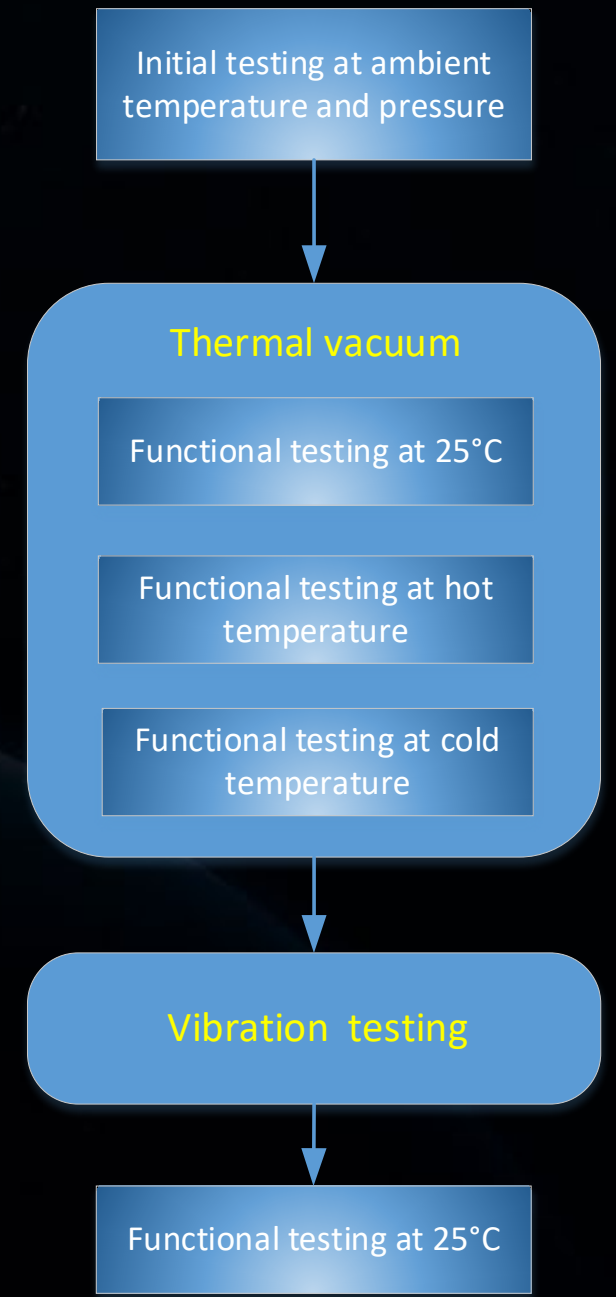 Initial testing at ambient
temperature and pressure
Thermal vacuum
Functional testing at 25°C
Functional testing at hot
temperature
Functional testing at cold
temperature
Vibration  testing
Functional testing at 25°C